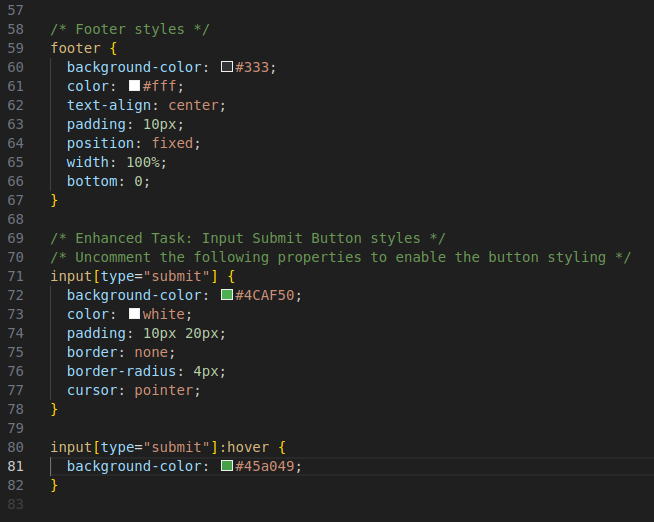 57
58 /* Footer styles */
59 footer {
60   background-color: #333;
61   color: #fff;
62   text-align: center;
63   padding: 10px;
64   position: fixed;
65   width: 100%;
66   bottom: 0;
67 }
68
69 /* Enhanced Task: Input Submit Button styles */
70 /* Uncomment the following properties to enable the button styling */
71 input[type="submit"] {
72   background-color: #4CAF50;
73   color: white;
74   padding: 10px 20px;
75   border: none;
76   border-radius: 4px;
77   cursor: pointer;
78 }
79
80 input[type="submit"]:hover {
81   background-color: #45a049;
82 }
83